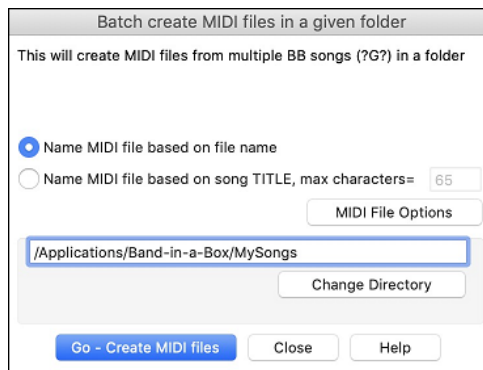 Batch create MIDI files in a given folder
This will create MIDI files from multiple BB songs (?G?) in a folder
Name MIDI file based on file name
Name MIDI file based on song TITLE, max characters= 65
MIDI File Options
/Applications/Band-in-a-Box/MySongs
Change Directory
Go - Create MIDI files Close Help